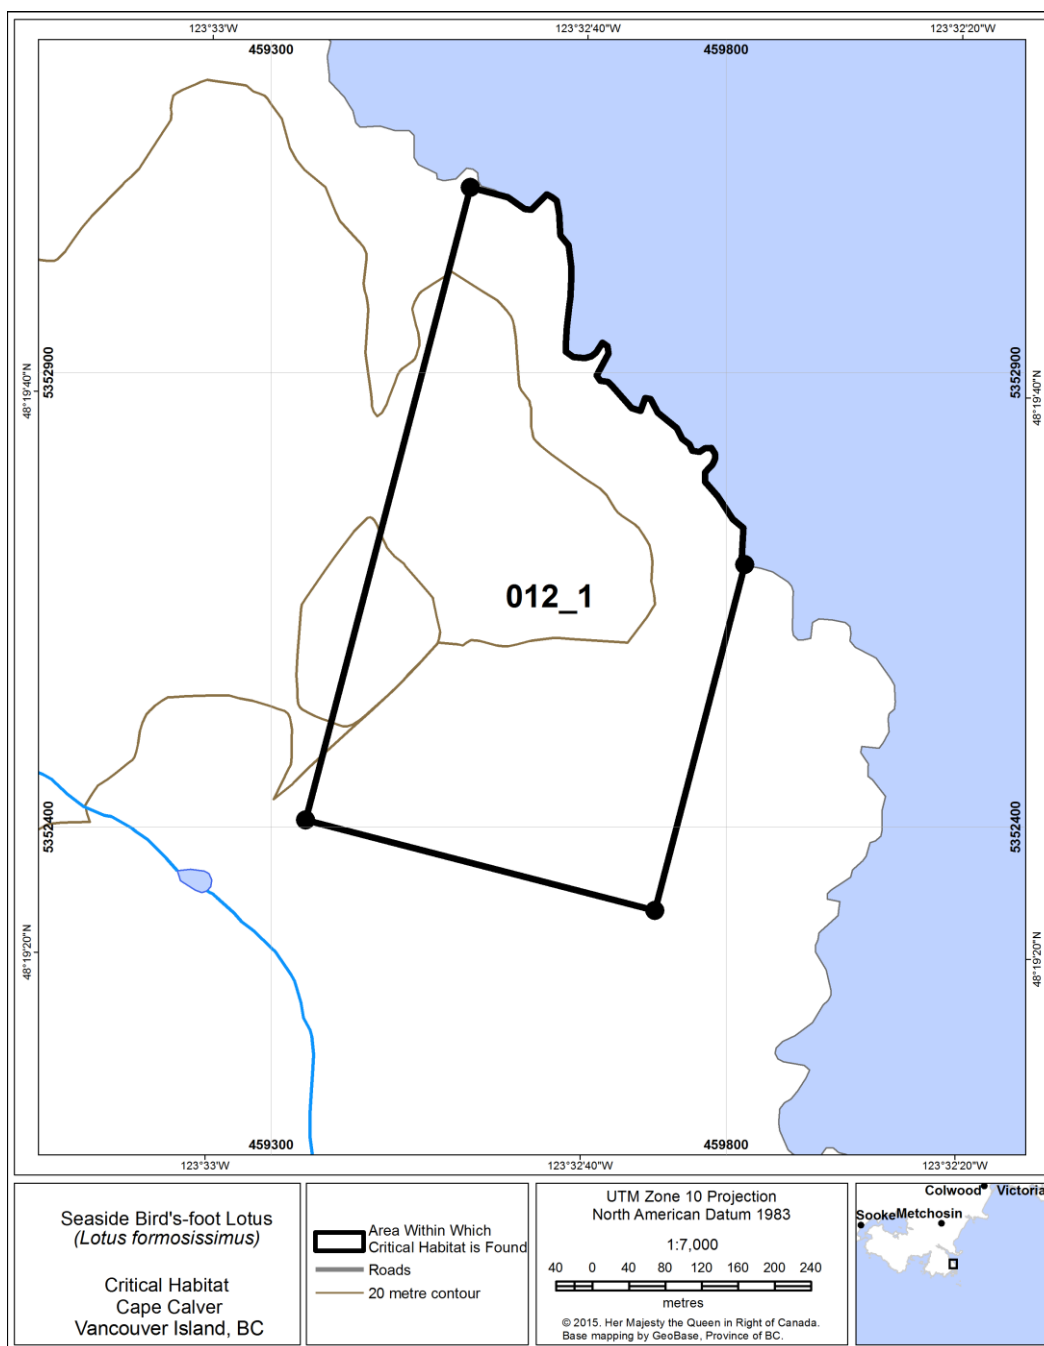 123°33'W 123°32'40"W 123°32'20"W
459300 459800
48°19'40"N 5352900 5352900 48°19'40"N
012_1
5352400 5352400
48°19'20"N 48°19'20"N
459300 459800
123°33'W 123°32'40"W 123°32'20"W
Seaside Bird's-foot Lotus
(Lotus formosissimus)
Critical Habitat
Cape Calver
Vancouver Island, BC
Area Within Which
Critical Habitat is Found
Roads
20 metre contour
UTM Zone 10 Projection
North American Datum 1983
1:7,000
40 0 40 80 120 160 200 240
metres
© 2015. Her Majesty the Queen in Right of Canada.
Base mapping by GeoBase, Province of BC.
Colwood Victoria
Sooke Metchosin